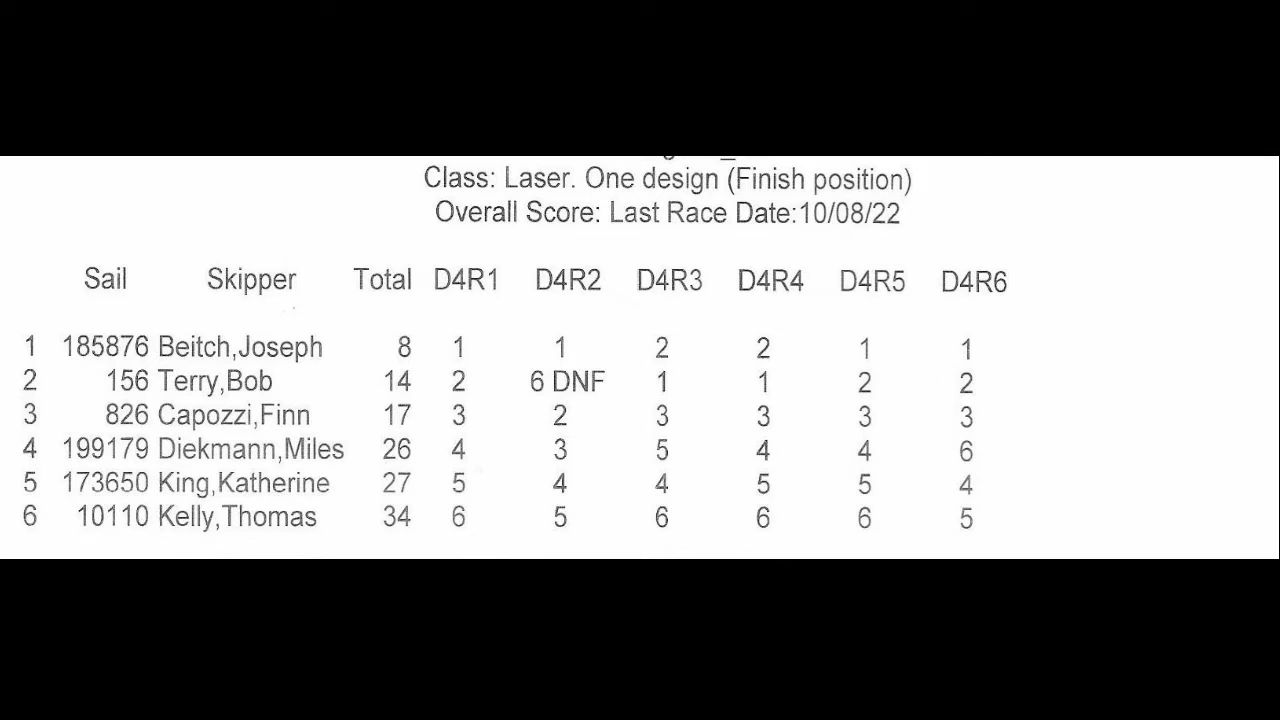 Class: Laser. One design (Finish position)
Overall Score: Last Race Date:10/08/22
Sail Skipper Total D4R1 D4R2 D4R3 D4R4 D4R5 D4R6
1 185876 Beitch,Joseph 8 1 1 2 2 1 1
2 156 Terry,Bob 14 2 6 DNF 1 1 2 2
3 826 Capozzi,Finn 17 3 2 3 3 3 3
4 199179 Diekmann,Miles 26 4 3 5 4 4 6
5 173650 King,Katherine 27 5 4 4 5 5 4
6 10110 Kelly,Thomas 34 6 5 6 6 6 5